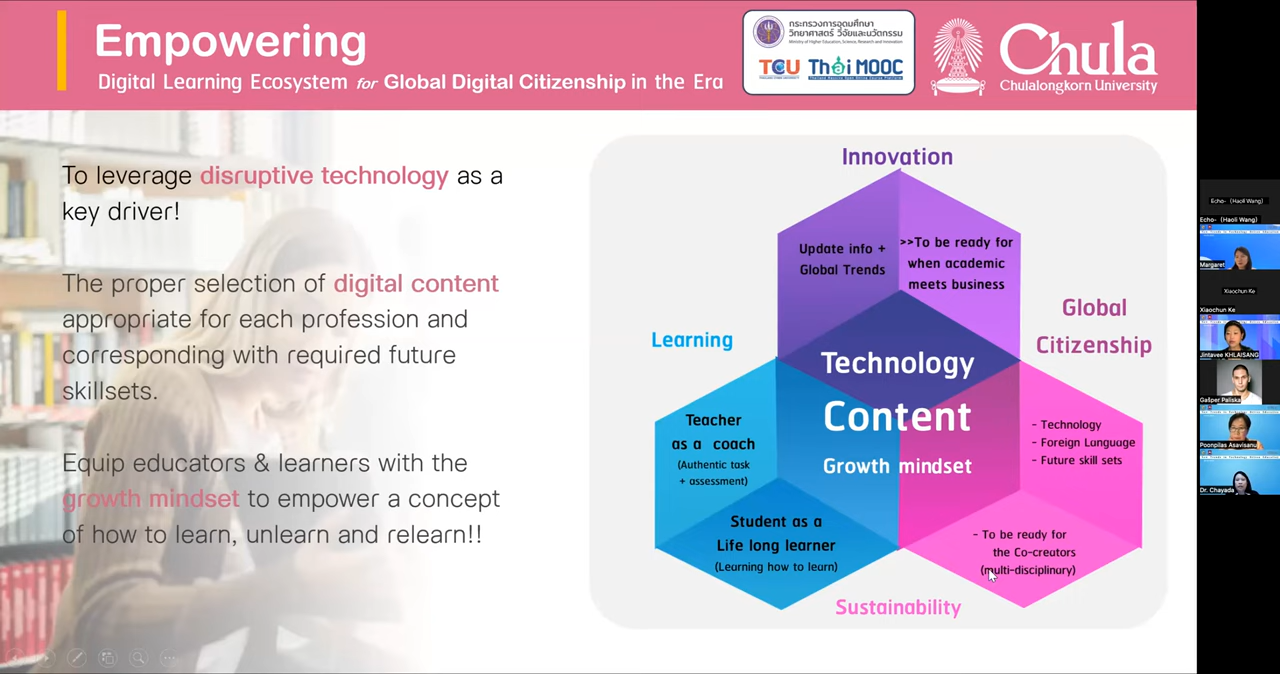 Empowering
Digital Learning Ecosystem for Global Digital Citizenship in the Era
กระทรวงการอุดมศึกษา
วิทยาศาสตร์ วิจัยและนวัตกรรม
Ministry of Higher Education, Science, Research and Innovation
TCU Thai MOOC
Chula
Chulalongkorn University
To leverage disruptive technology as a
key driver!
The proper selection of digital content
appropriate for each profession and
corresponding with required future
skillsets.
Equip educators & learners with the
growth mindset to empower a concept
of how to learn, unlearn and relearn!!
Innovation
Update info +
Global Trends
>>To be ready for
when academic
meets business
Global
Citizenship
Learning
Technology
Content
Growth mindset
Teacher
as a coach
(Authentic task
+ assessment)
Student as a
Life long learner
(Learning how to learn)
- Technology
- Foreign Language
- Future skill sets
- To be ready for
the Co-creators
(multi-disciplinary)
Sustainability
Echo- (Haoli Wang)
Echo- (Haoli Wang)
Margaret
Xiaochun Ke
Xiaochun Ke
Jintavee KHLAISANG
Gašper Paliska
Poonpilas Asavisanu
Dr. Chayada